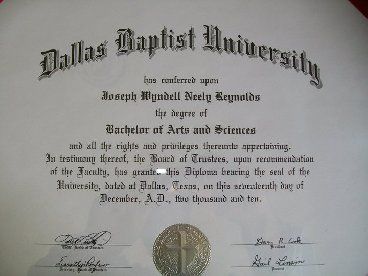 Dallas Baptist University
has conferred upon
Joseph Wyndell Neely Reynolds
the degree of
Bachelor of Arts and Sciences
and all the rights and privileges thereunto appertaining.
In testimony thereof, the Board of Trustees, upon recommendation
of the Faculty, has granted this Diploma bearing the seal of the
University, dated at Dallas, Texas, on this seventeenth day of
December, A.D., two thousand and ten.
President